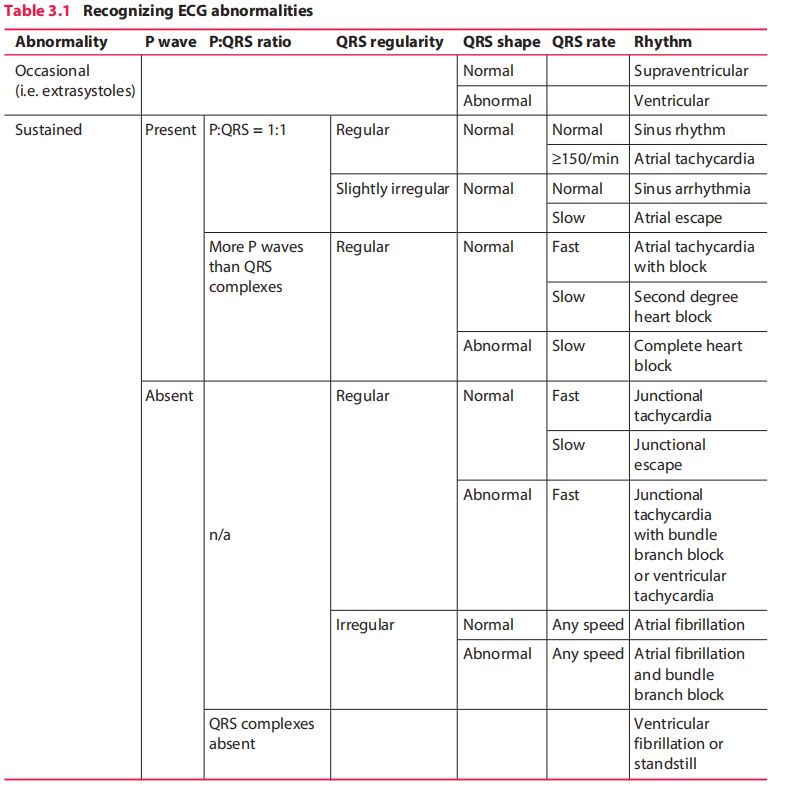 Table 3.1 Recognizing ECG abnormalities
Abnormality P wave P:QRS ratio QRS regularity QRS shape QRS rate Rhythm
Occasional
(i.e. extrasystoles)
Normal Supraventricular
Abnormal Ventricular
Sustained Present P:QRS = 1:1 Regular Normal Normal Sinus rhythm
≥150/min Atrial tachycardia
Slightly irregular Normal Normal Sinus arrhythmia
Slow Atrial escape
More P waves
than QRS
complexes
Regular Normal Fast Atrial tachycardia
with block
Slow Second degree
heart block
Abnormal Slow Complete heart
block
Absent n/a Regular Normal Fast Junctional
tachycardia
Slow Junctional
escape
Abnormal Fast Junctional
tachycardia
with bundle
branch block
or ventricular
tachycardia
Irregular Normal Any speed Atrial fibrillation
Abnormal Any speed Atrial fibrillation
and bundle
branch block
QRS complexes
absent
Ventricular
fibrillation or
standstill